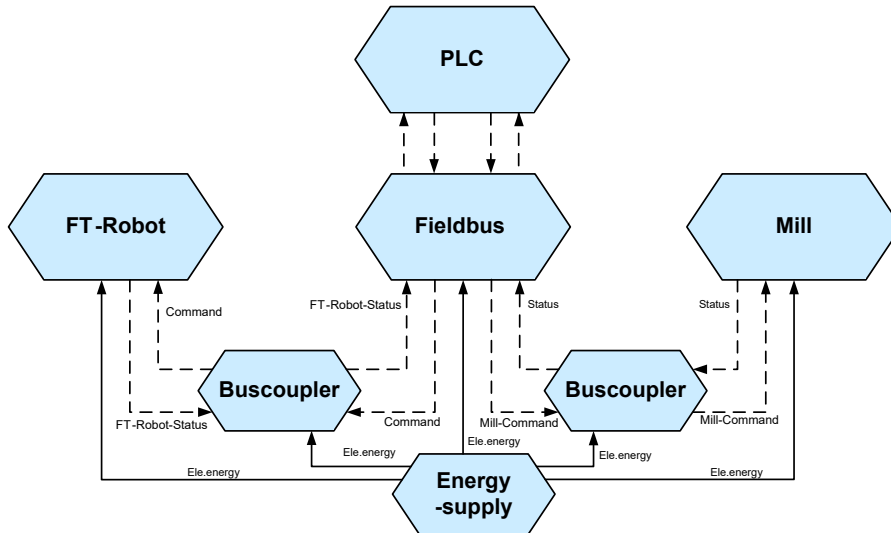 PLC
FT-Robot
Fieldbus
Mill
Command
FT-Robot-Status
Status
Status
Buscoupler
Buscoupler
FT-Robot-Status
Command
Mill-Command
Mill-Command
Ele.energy
Ele.energy
Ele.energy
Ele.energy
Ele.energy
Energy
-supply